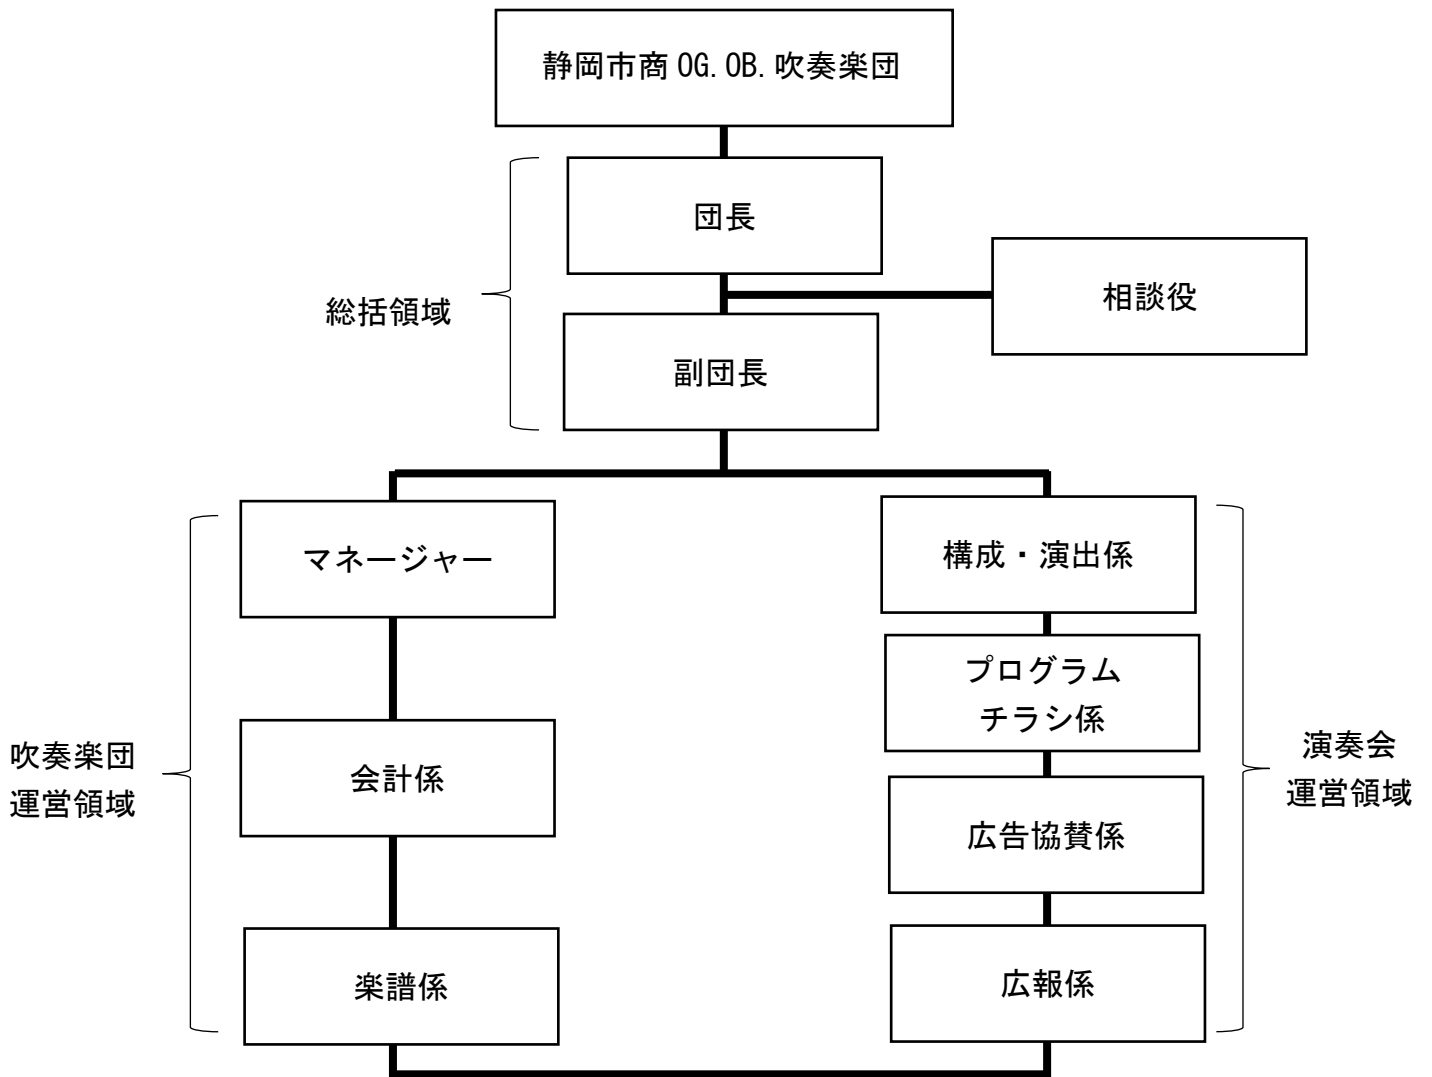 静岡市商 OG.OB.吹奏楽団
団長
相談役
総括領域
副団長
マネージャー
構成・演出係
プログラム
チラシ係
吹奏楽団
運営領域
会計係
演奏会
運営領域
広告協賛係
楽譜係
広報係